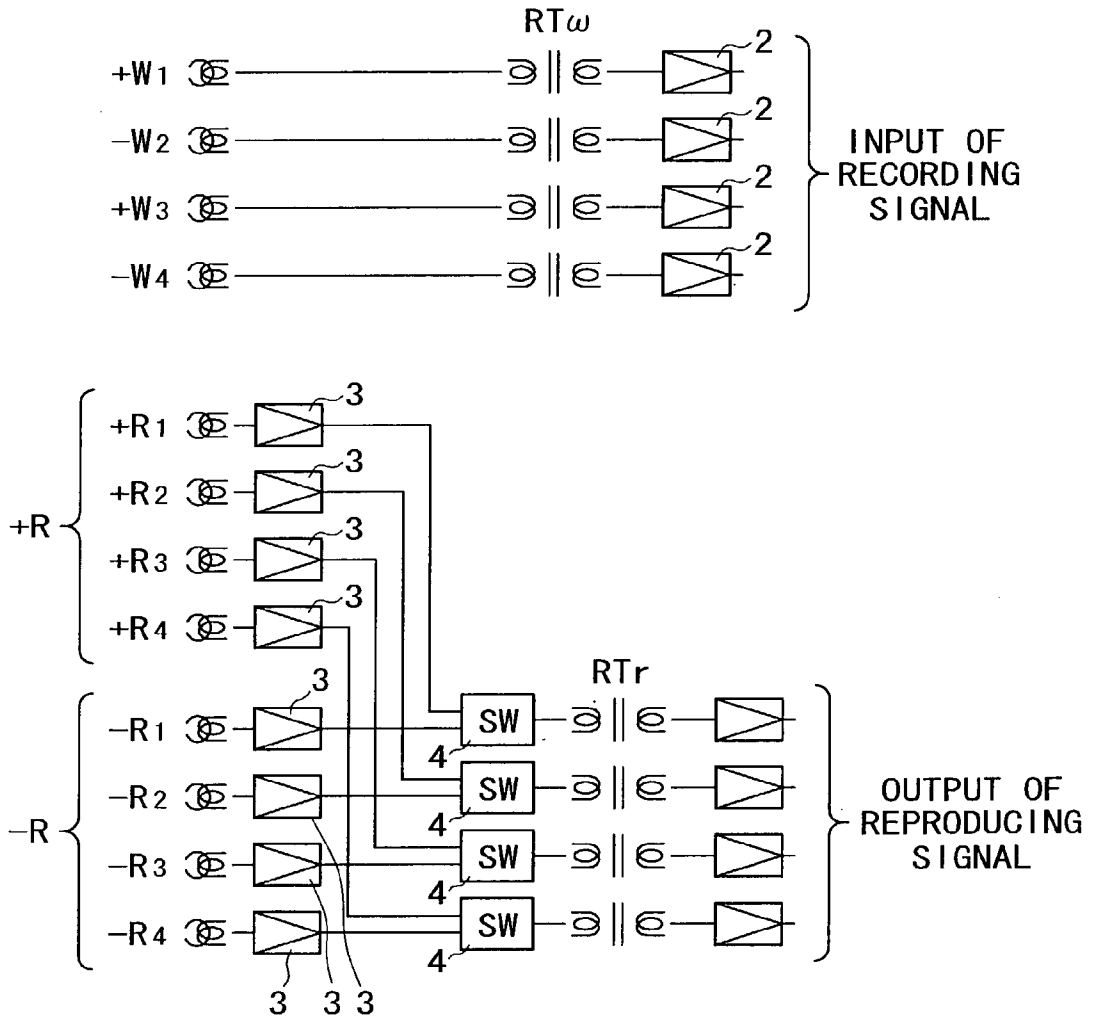 RTω
+W1
2
−W2
2
+W3
2
−W4
2
INPUT OF
RECORDING
SIGNAL
+R
+R1
3
+R2
3
+R3
3
+R4
3
−R
−R1
3
−R2
3
−R3
3
−R4
3
SW
4
SW
4
SW
4
SW
4
RTr
OUTPUT OF
REPRODUCING
SIGNAL